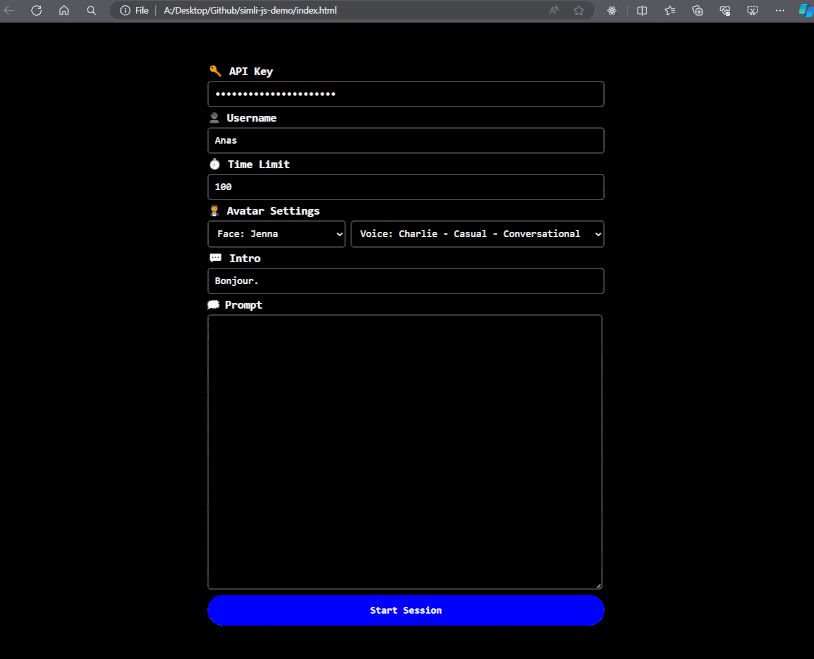 File A:/Desktop/Github/simli-js-demo/index.html
API Key
••••••••••••••••••••••
Username
Anas
Time Limit
100
Avatar Settings
Face: Jenna Voice: Charlie - Casual - Conversational
Intro
Bonjour.
Prompt
Start Session